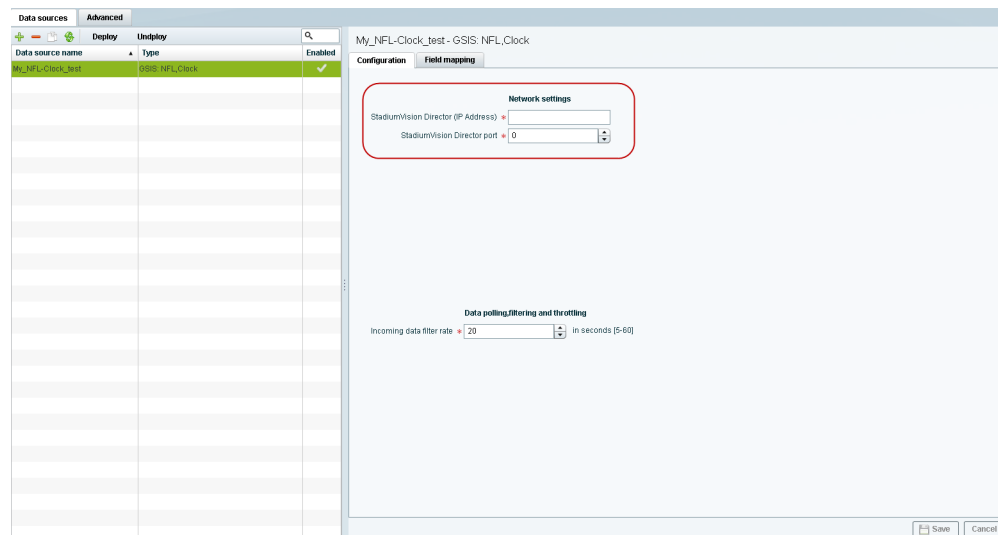 Data sources Advanced
Deploy Undploy
Data source name Type Enabled
My_NFL-Clock_test GSIS: NFL,Clock
My_NFL-Clock_test - GSIS: NFL,Clock
Configuration Field mapping
Network settings
StadiumVision Director (IP Address) *
StadiumVision Director port * 0
Data polling,filtering and throttling
Incoming data filter rate * 20 in seconds [5-60]
Save Cancel